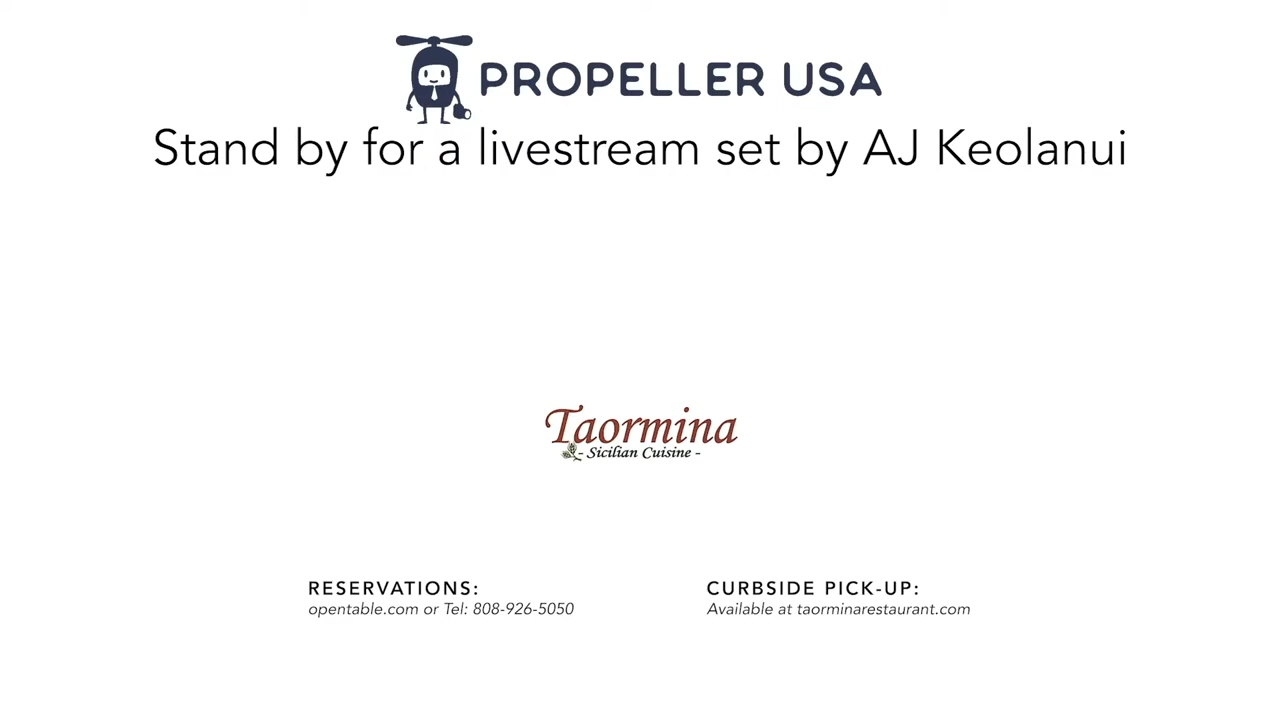 PROPELLER USA
Stand by for a livestream set by AJ Keolanui
Taormina
- Sicilian Cuisine -
RESERVATIONS:
opentable.com or Tel: 808-926-5050
CURBSIDE PICK-UP:
Available at taorminarestaurant.com